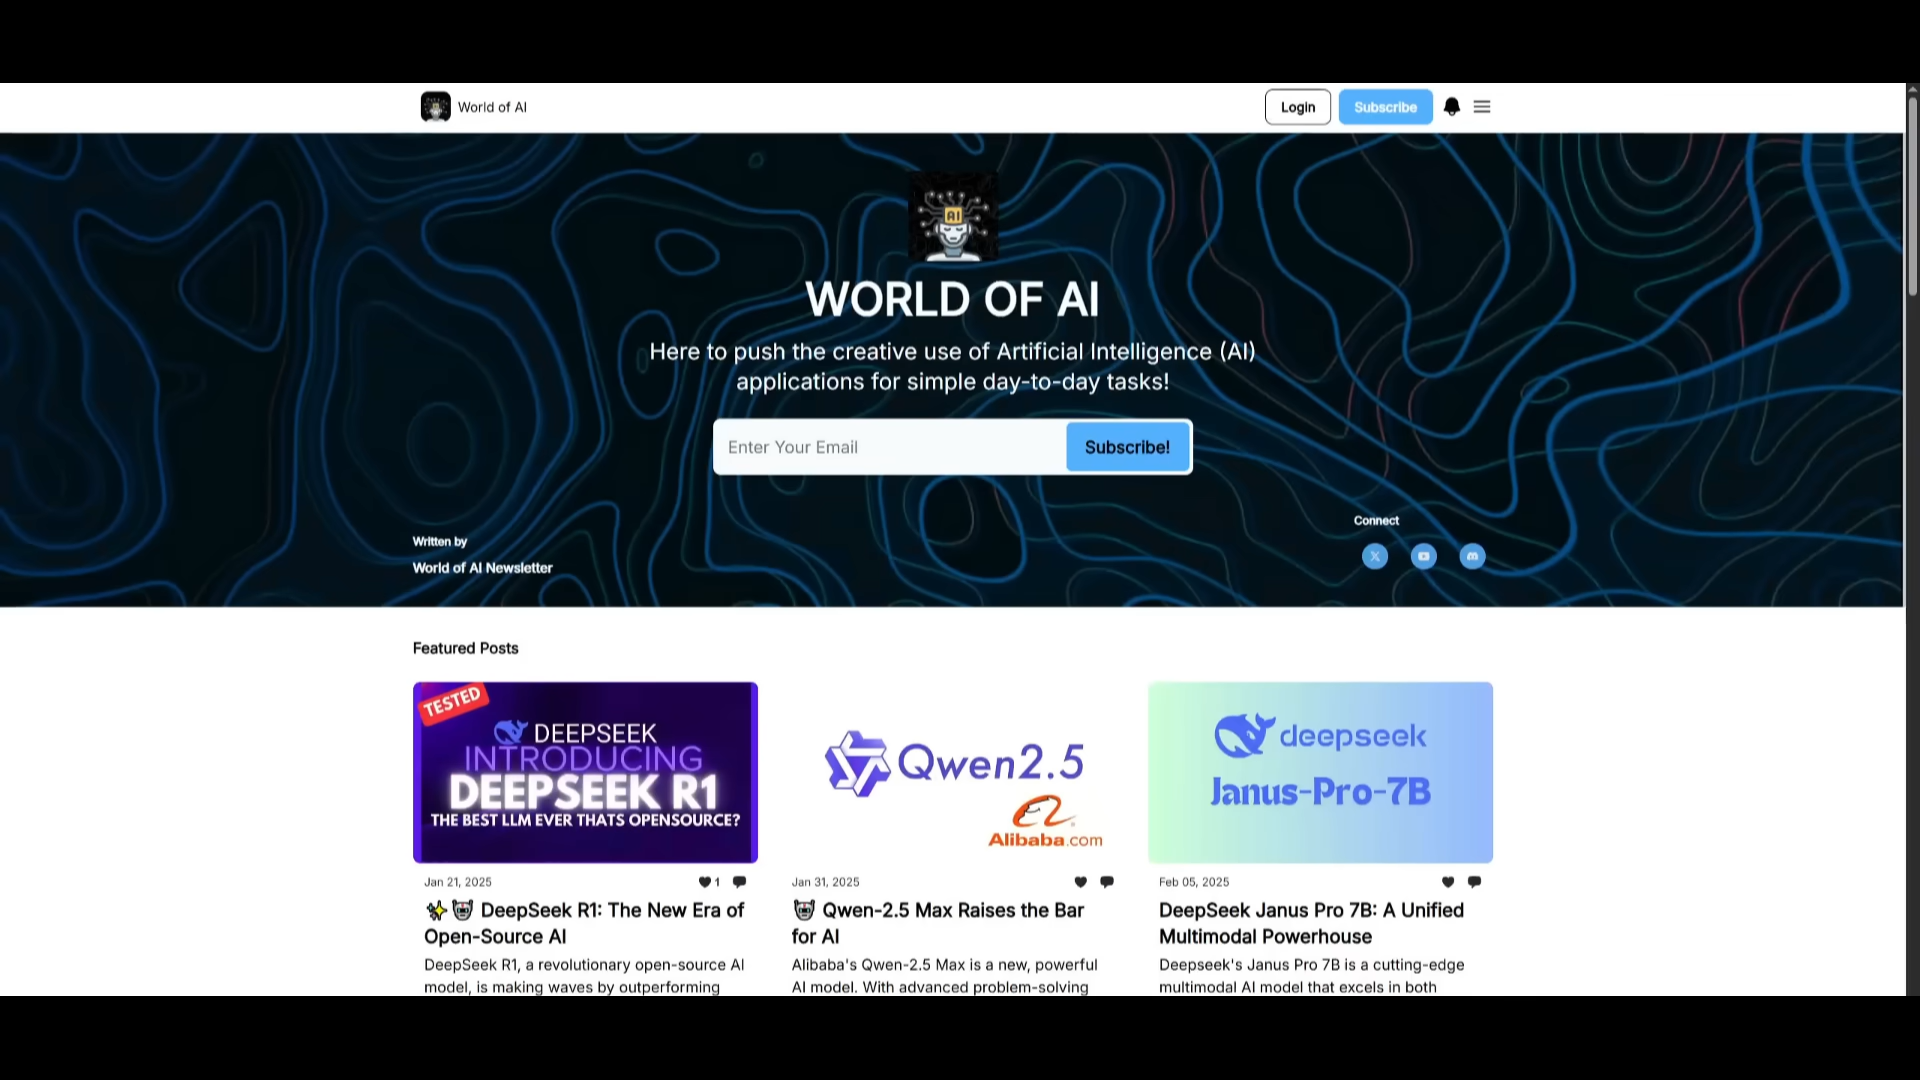 World of AI
Login
Subscribe
AI
WORLD OF AI
Here to push the creative use of Artificial Intelligence (AI)
applications for simple day-to-day tasks!
Enter Your Email
Subscribe!
Written by
World of AI Newsletter
Connect
Featured Posts
TESTED
DEEPSEEK
INTRODUCING
DEEPSEEK R1
THE BEST LLM EVER THATS OPENSOURCE?
Jan 21, 2025
1
DeepSeek R1: The New Era of
Open-Source AI
DeepSeek R1, a revolutionary open-source AI
model, is making waves by outperforming
Qwen2.5
Alibaba.com
Jan 31, 2025
Qwen-2.5 Max Raises the Bar
for AI
Alibaba's Qwen-2.5 Max is a new, powerful
AI model. With advanced problem-solving
deepseek
Janus-Pro-7B
Feb 05, 2025
DeepSeek Janus Pro 7B: A Unified
Multimodal Powerhouse
Deepseek's Janus Pro 7B is a cutting-edge
multimodal AI model that excels in both